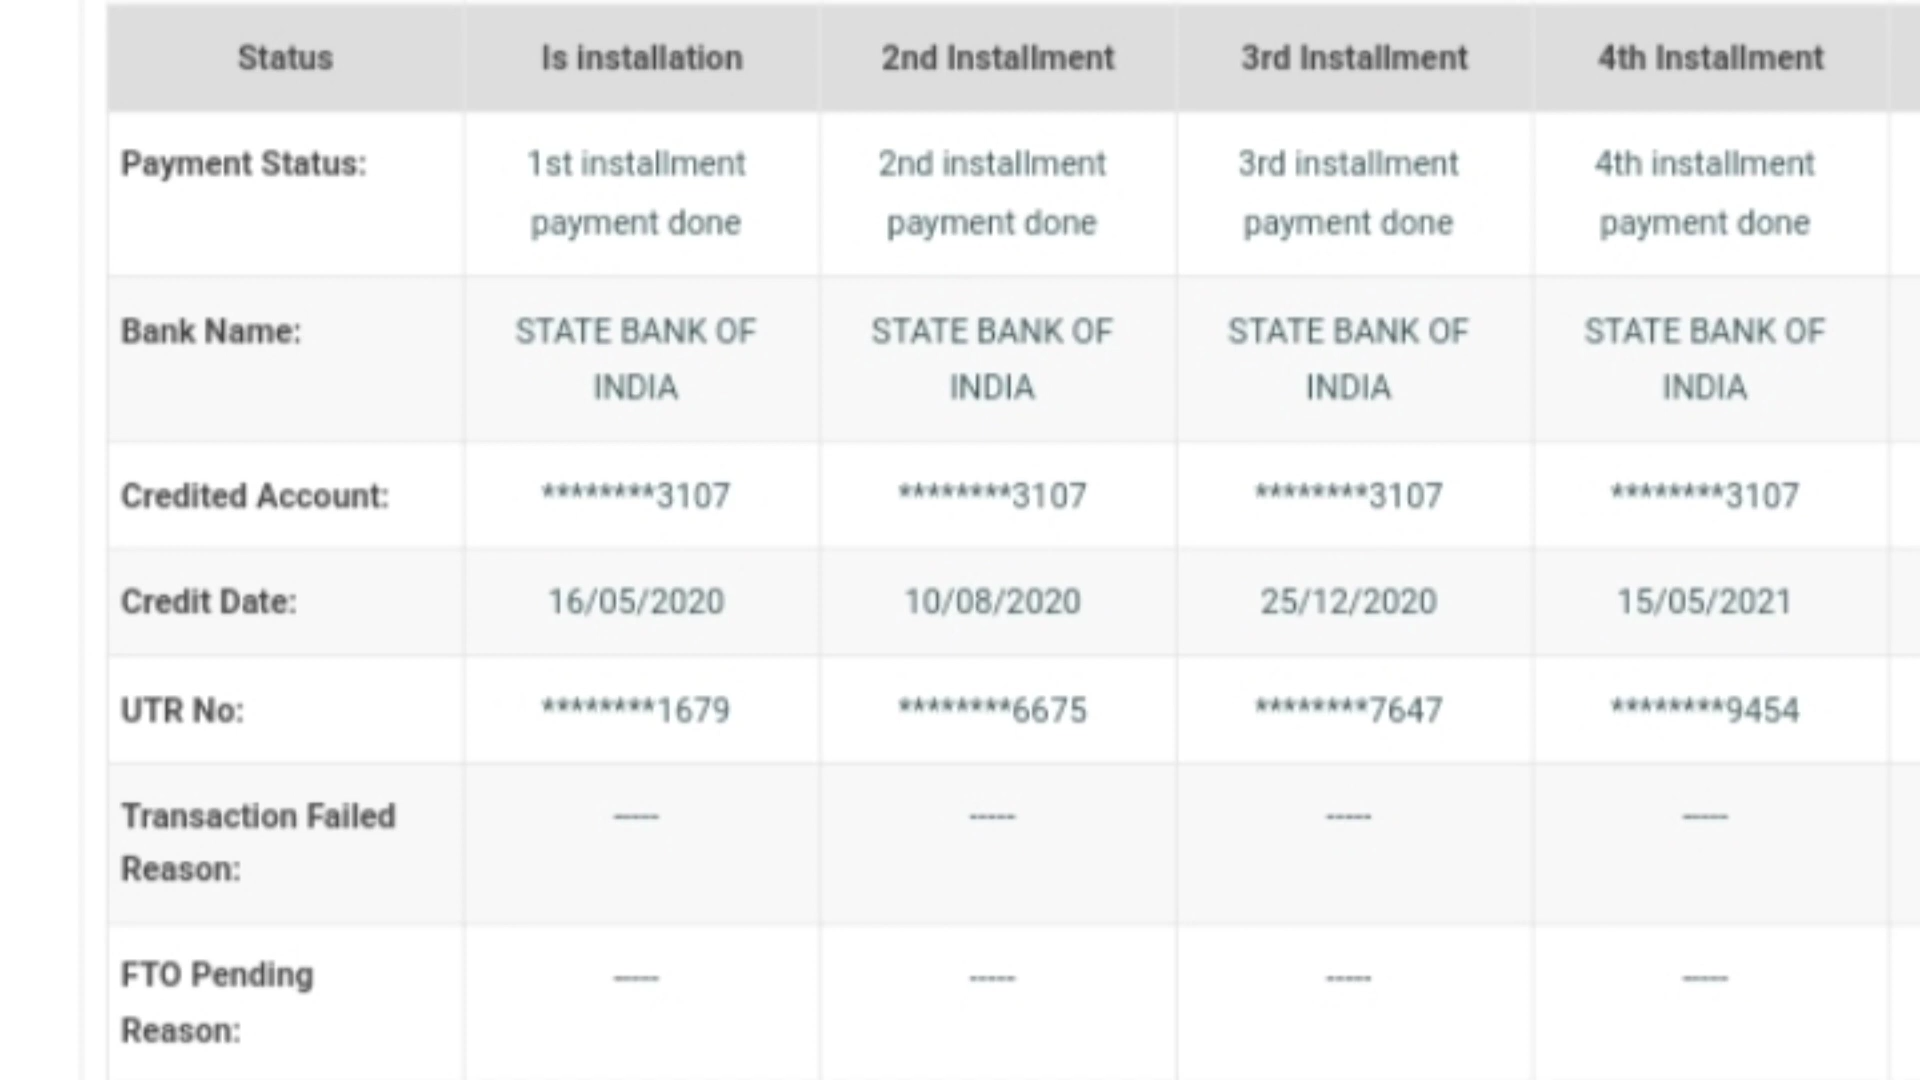 Status Is installation 2nd Installment 3rd Installment 4th Installment
Payment Status: 1st installment 2nd installment 3rd installment 4th installment
payment done payment done payment done payment done
Bank Name: STATE BANK OF STATE BANK OF STATE BANK OF STATE BANK OF
INDIA INDIA INDIA INDIA
Credited Account: ********3107 ********3107 ********3107 ********3107
Credit Date: 16/05/2020 10/08/2020 25/12/2020 15/05/2021
UTR No: ********1679 ********6675 ********7647 ********9454
Transaction Failed ----- ----- ----- -----
Reason:
FTO Pending ----- ----- ----- -----
Reason: